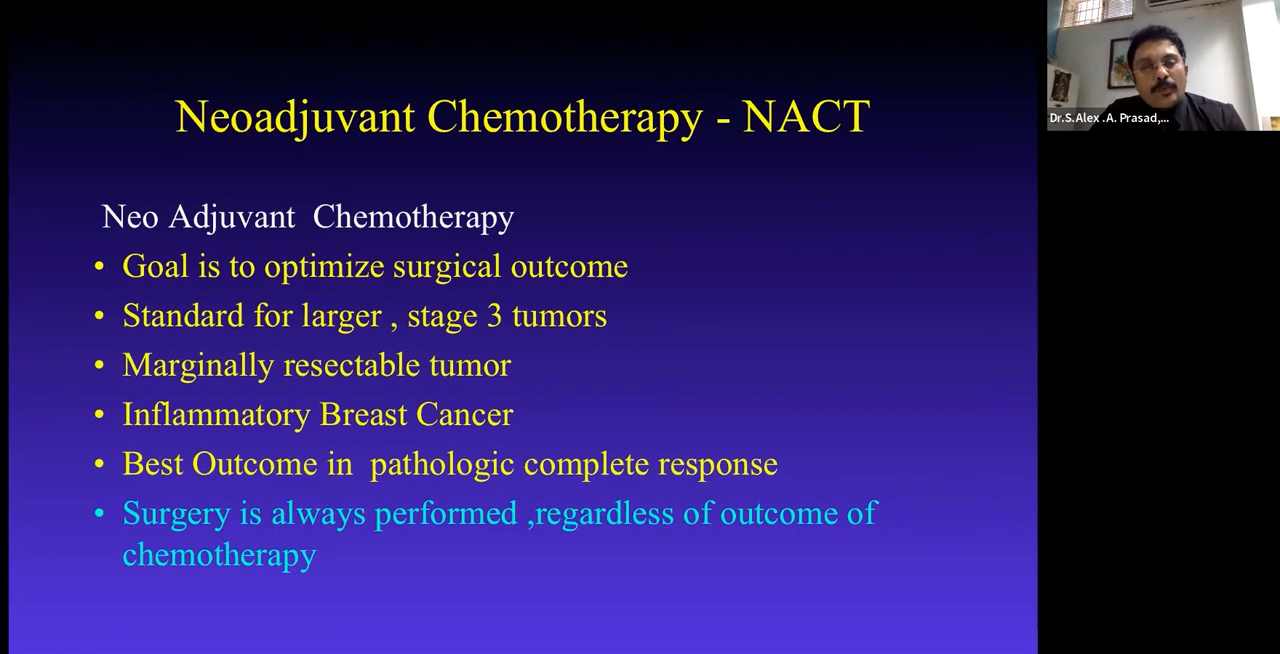 Neoadjuvant Chemotherapy - NACT
Neo Adjuvant Chemotherapy
• Goal is to optimize surgical outcome
• Standard for larger , stage 3 tumors
• Marginally resectable tumor
• Inflammatory Breast Cancer
• Best Outcome in pathologic complete response
• Surgery is always performed ,regardless of outcome of
chemotherapy
Dr.S.Alex .A. Prasad,...